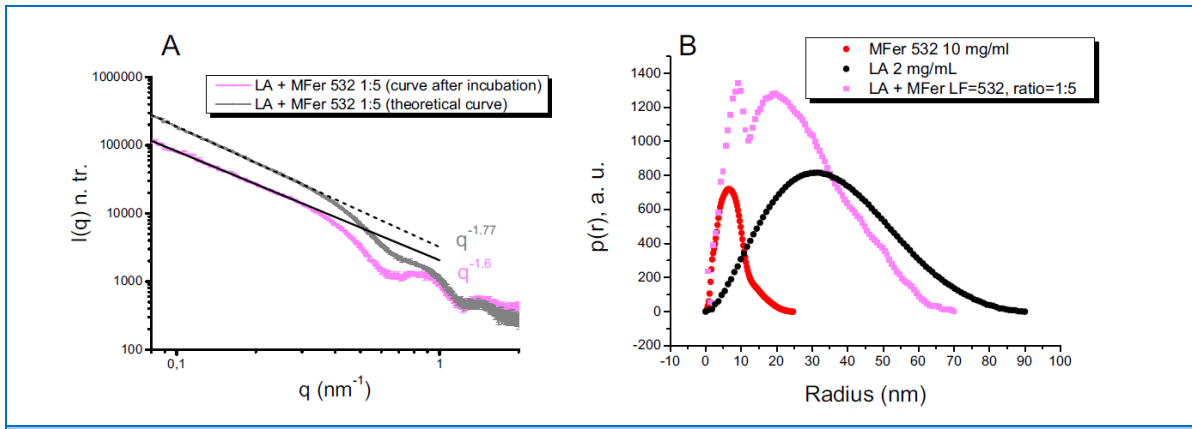 A
LA + MFer 532 1:5 (curve after incubation)
LA + MFer 532 1:5 (theoretical curve)
1000000
100000
10000
1000
100
I(q) n. tr.
q-1.77
q-1.6
0,1
1
q (nm-1)
B
MFer 532 10 mg/ml
LA 2 mg/mL
LA + MFer LF=532, ratio=1:5
1400
1200
1000
800
600
400
200
0
-200
p(r), a. u.
-10 0 10 20 30 40 50 60 70 80 90 100
Radius (nm)